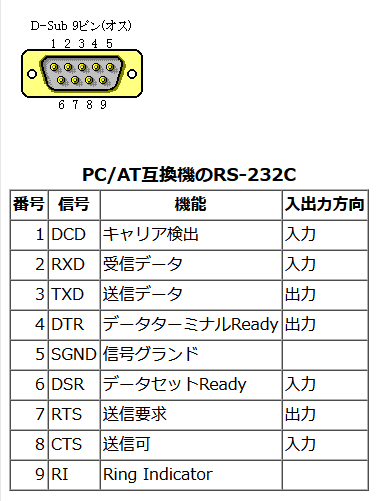 D-Sub 9ピン(オス)
1 2 3 4 5
6 7 8 9
PC/AT互換機のRS-232C
番号 信号 機能 入出力方向
1 DCD キャリア検出 入力
2 RXD 受信データ 入力
3 TXD 送信データ 出力
4 DTR データターミナルReady 出力
5 SGND 信号グランド
6 DSR データセットReady 入力
7 RTS 送信要求 出力
8 CTS 送信可 入力
9 RI Ring Indicator